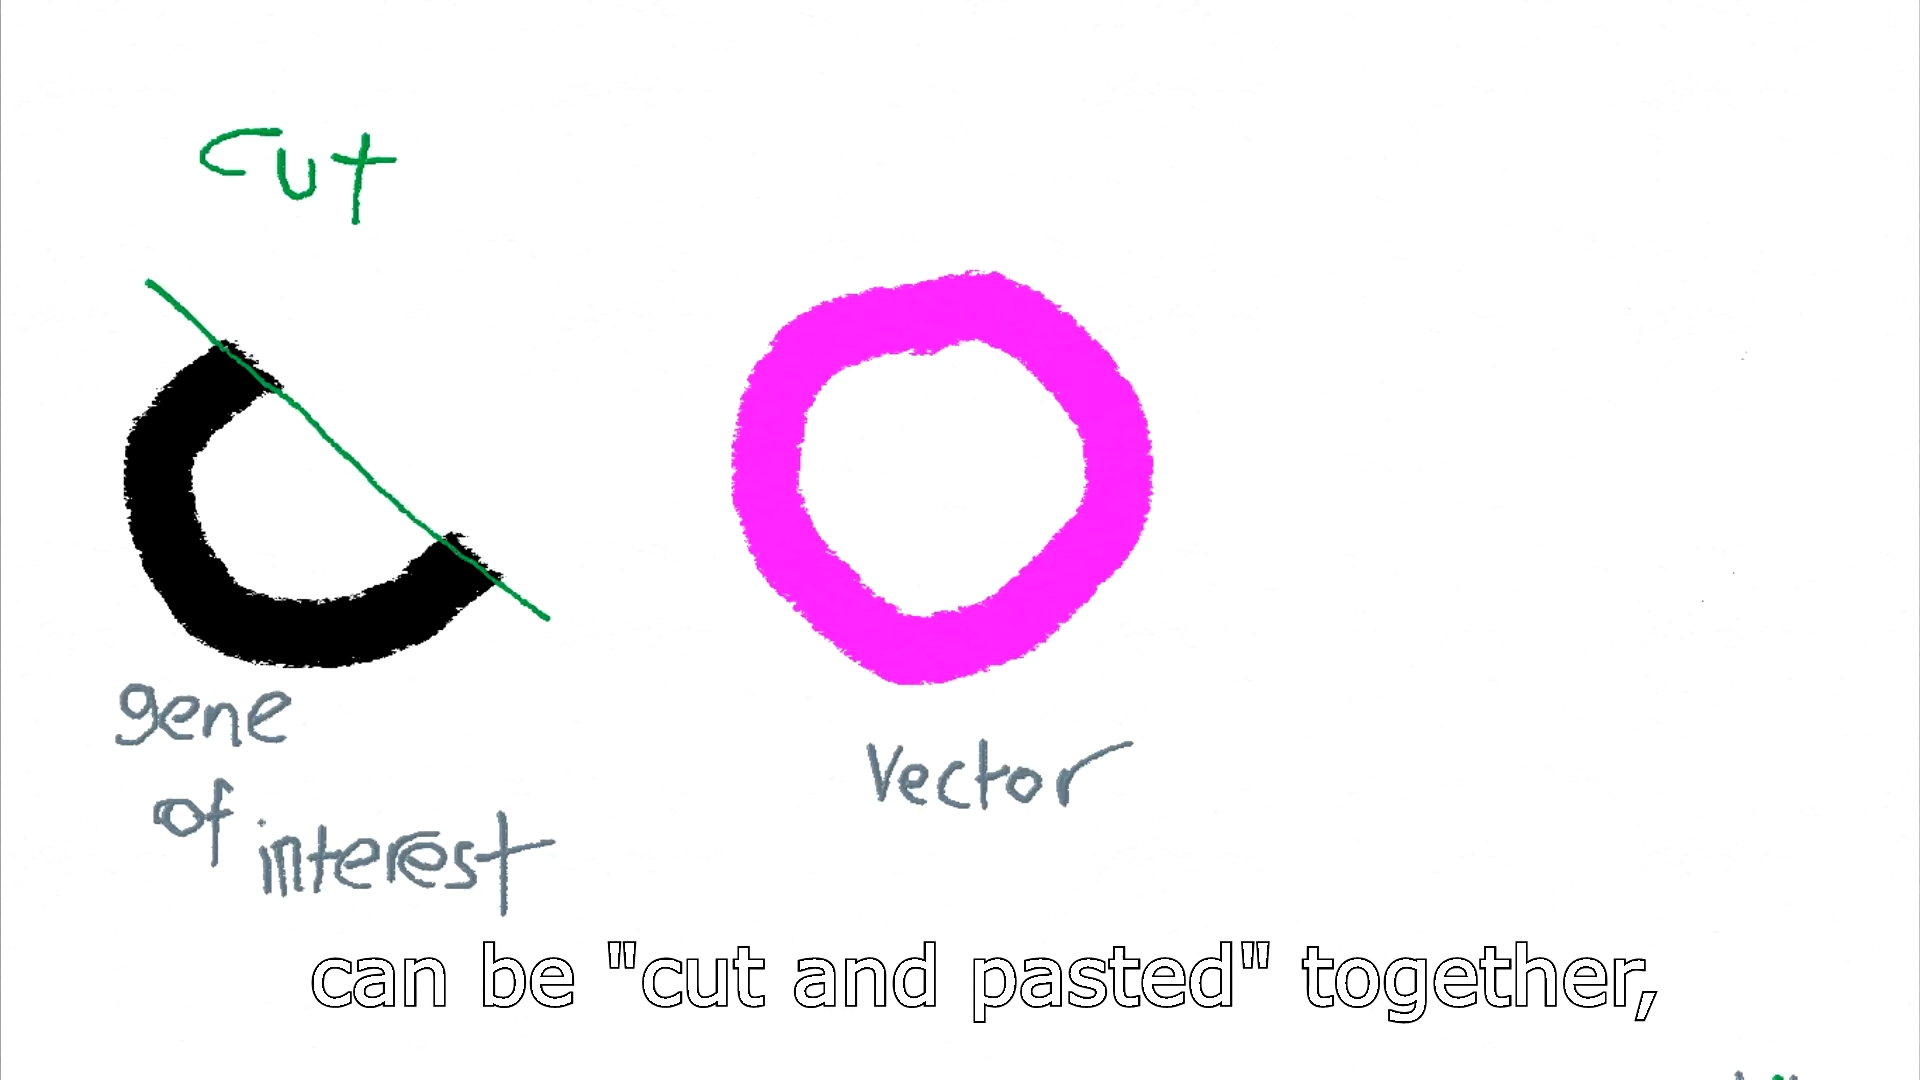 cut
gene
of interest
vector
can be "cut and pasted" together,